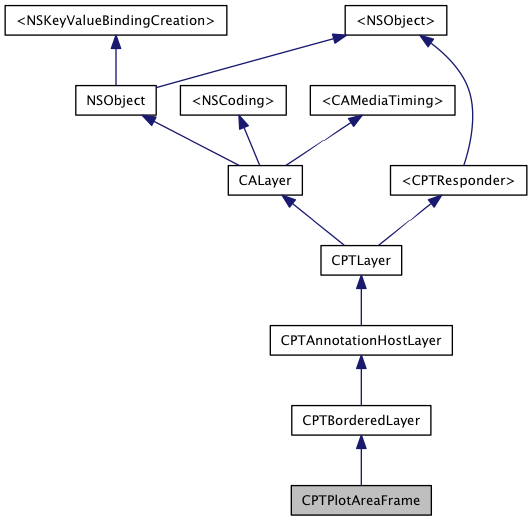 <NSKeyValueBindingCreation>
<NSObject>
NSObject
<NSCoding>
<CAMediaTiming>
CALayer
<CPTResponder>
CPTLayer
CPTAnnotationHostLayer
CPTBorderedLayer
CPTPlotAreaFrame